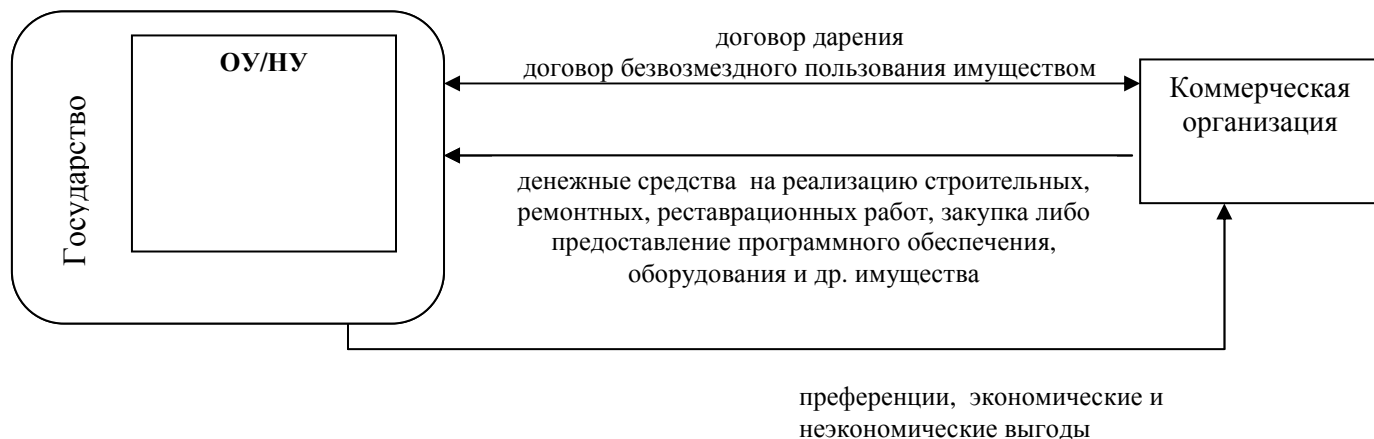 Государство
ОУ/НУ
договор дарения
договор безвозмездного пользования имуществом
Коммерческая
организация
денежные средства на реализацию строительных,
ремонтных, реставрационных работ, закупка либо
предоставление программного обеспечения,
оборудования и др. имущества
преференции, экономические и
неэкономические выгоды